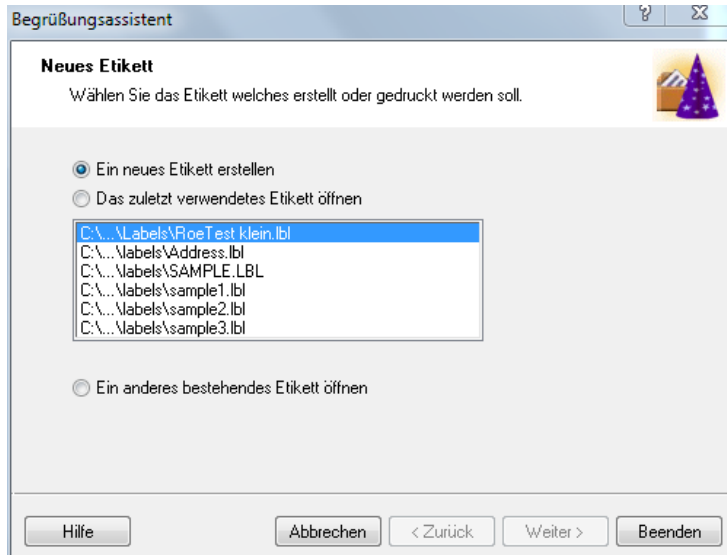 Begrüßungsassistent
Neues Etikett
Wählen Sie das Etikett welches erstellt oder gedruckt werden soll.
Ein neues Etikett erstellen
Das zuletzt verwendetes Etikett öffnen
C:\...\Labels\RoeTest klein.lbl
C:\...\labels\Address.lbl
C:\...\labels\SAMPLE.LBL
C:\...\labels\sample1.lbl
C:\...\labels\sample2.lbl
C:\...\labels\sample3.lbl
Ein anderes bestehendes Etikett öffnen
Hilfe Abbrechen < Zurück Weiter > Beenden